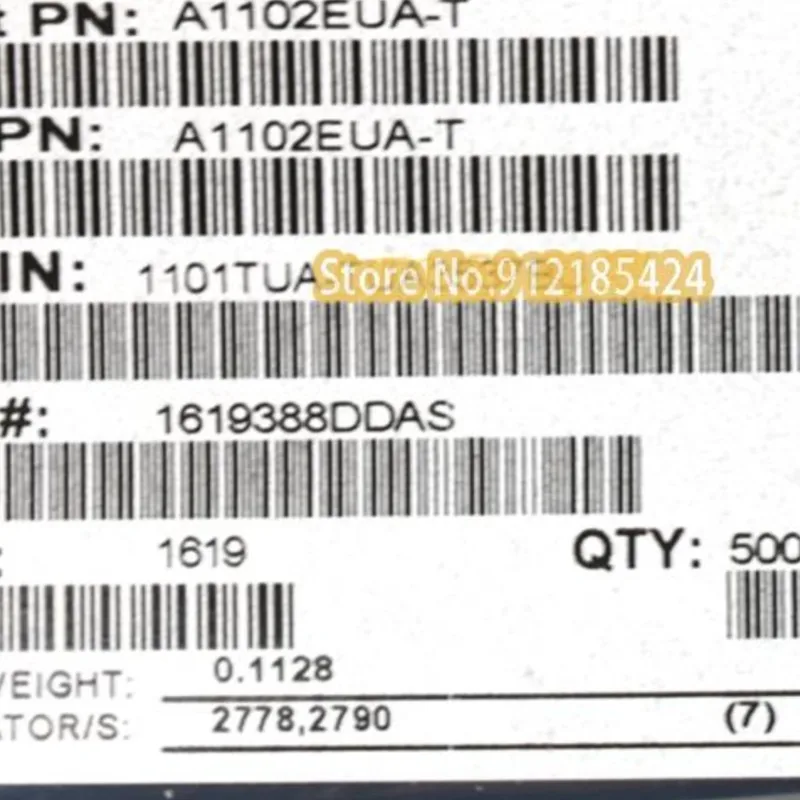 PN: A1102EUA-T
PN: A1102EUA-T
IN: 1101TUA
Store No.912185424
#: 1619388DDAS
: 1619
QTY: 500
WEIGHT: 0.1128
ATOR/S: 2778,2790 (7)